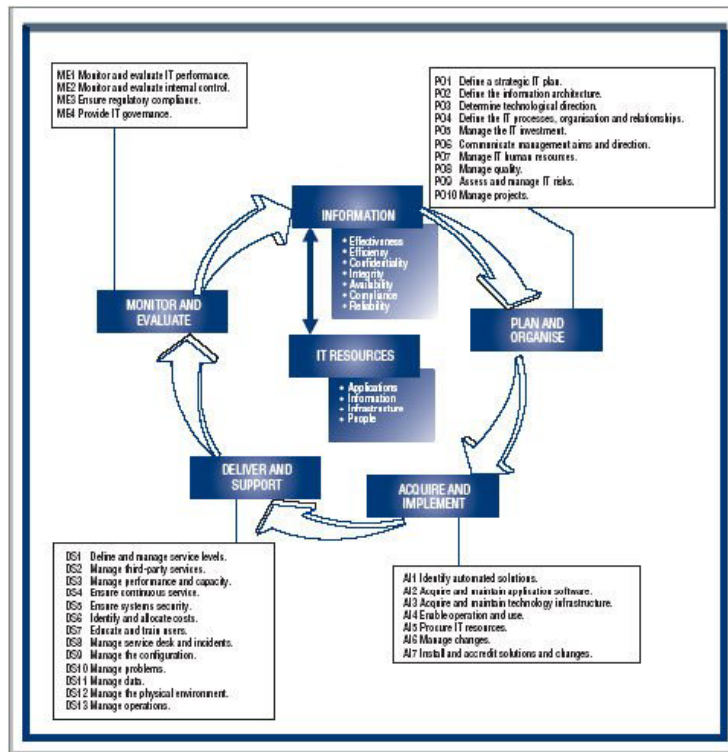 ME1 Monitor and evaluate IT performance.
ME2 Monitor and evaluate internal control.
ME3 Ensure regulatory compliance.
ME4 Provide IT governance.
PO1 Define a strategic IT plan.
PO2 Define the information architecture.
PO3 Determine technological direction.
PO4 Define the IT processes, organisation and relationships.
PO5 Manage the IT investment.
PO6 Communicate management aims and direction.
PO7 Manage IT human resources.
PO8 Manage quality.
PO9 Assess and manage IT risks.
PO10 Manage projects.
INFORMATION
• Effectiveness
• Efficiency
• Confidentiality
• Integrity
• Availability
• Compliance
• Reliability
MONITOR AND
EVALUATE
PLAN AND
ORGANISE
IT RESOURCES
• Applications
• Information
• Infrastructure
• People
DELIVER AND
SUPPORT
ACQUIRE AND
IMPLEMENT
DS1 Define and manage service levels.
DS2 Manage third-party services.
DS3 Manage performance and capacity.
DS4 Ensure continuous service.
DS5 Ensure systems security.
DS6 Identify and allocate costs.
DS7 Educate and train users.
DS8 Manage service desk and incidents.
DS9 Manage the configuration.
DS10 Manage problems.
DS11 Manage data.
DS12 Manage the physical environment.
DS13 Manage operations.
AI1 Identify automated solutions.
AI2 Acquire and maintain application software.
AI3 Acquire and maintain technology infrastructure.
AI4 Enable operation and use.
AI5 Procure IT resources.
AI6 Manage changes.
AI7 Install and accredit solutions and changes.